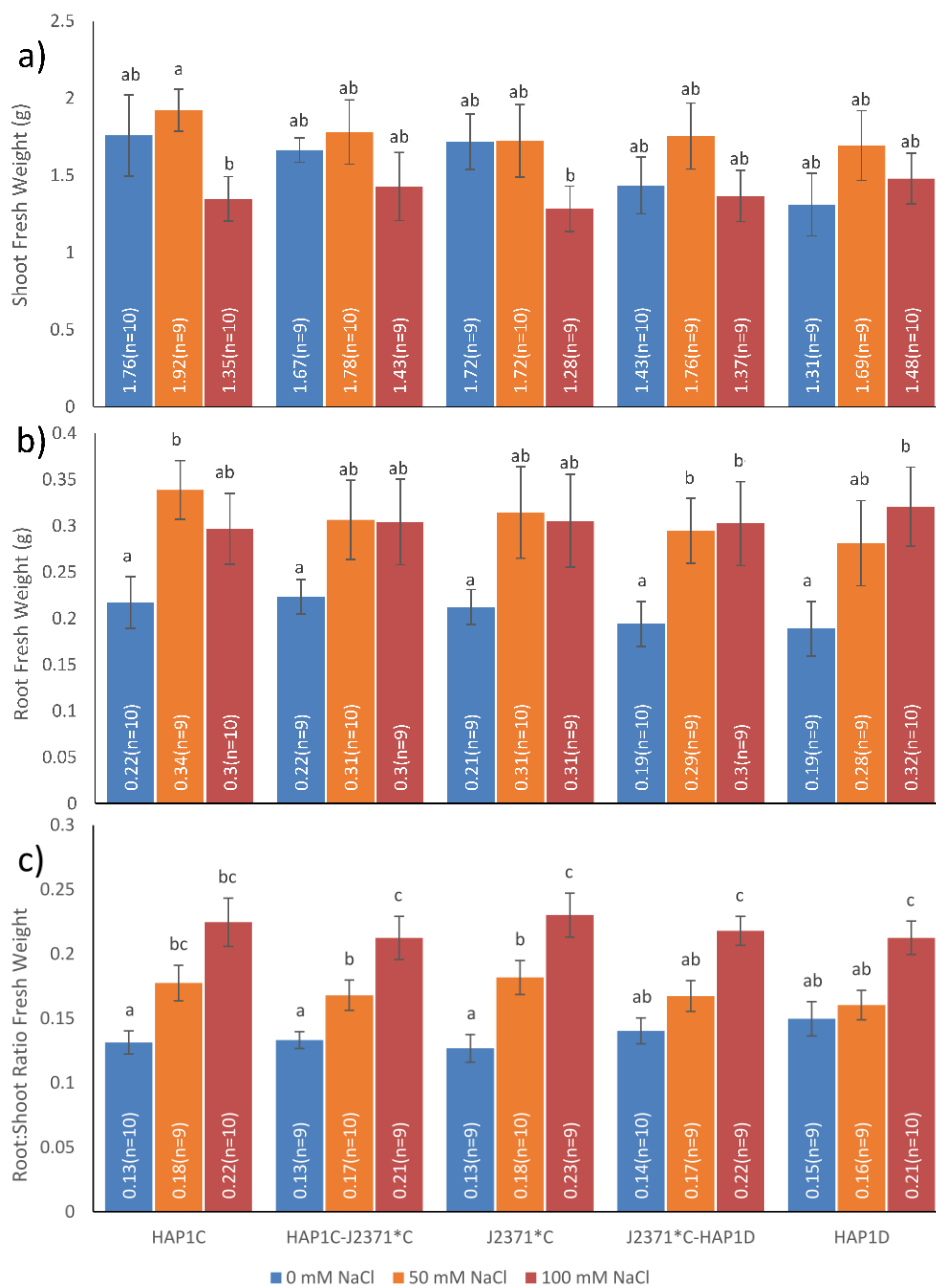 a)
Shoot Fresh Weight (g)
2.5
2
1.5
1
0.5
0
ab a b ab ab ab ab ab b ab ab ab ab ab ab
1.76(n=10) 1.92(n=9) 1.35(n=10) 1.67(n=9) 1.78(n=10) 1.43(n=9) 1.72(n=9) 1.72(n=10) 1.28(n=9) 1.43(n=10) 1.76(n=9) 1.37(n=9) 1.31(n=9) 1.69(n=9) 1.48(n=10)
b)
Root Fresh Weight (g)
0.4
0.35
0.3
0.25
0.2
0.15
0.1
0.05
0
a b ab a ab ab a ab ab a b b a ab b
0.22(n=10) 0.34(n=9) 0.3(n=10) 0.22(n=9) 0.31(n=10) 0.3(n=9) 0.21(n=9) 0.31(n=10) 0.31(n=9) 0.19(n=10) 0.29(n=9) 0.3(n=9) 0.19(n=9) 0.28(n=9) 0.32(n=10)
c)
Root:Shoot Ratio Fresh Weight
0.3
0.25
0.2
0.15
0.1
0.05
0
a bc bc a b c a b c ab ab c ab ab c
0.13(n=10) 0.18(n=9) 0.22(n=10) 0.13(n=9) 0.17(n=10) 0.21(n=9) 0.13(n=9) 0.18(n=10) 0.23(n=9) 0.14(n=10) 0.17(n=9) 0.22(n=9) 0.15(n=9) 0.16(n=9) 0.21(n=10)
HAP1C HAP1C-J2371*C J2371*C J2371*C-HAP1D HAP1D
0 mM NaCl 50 mM NaCl 100 mM NaCl